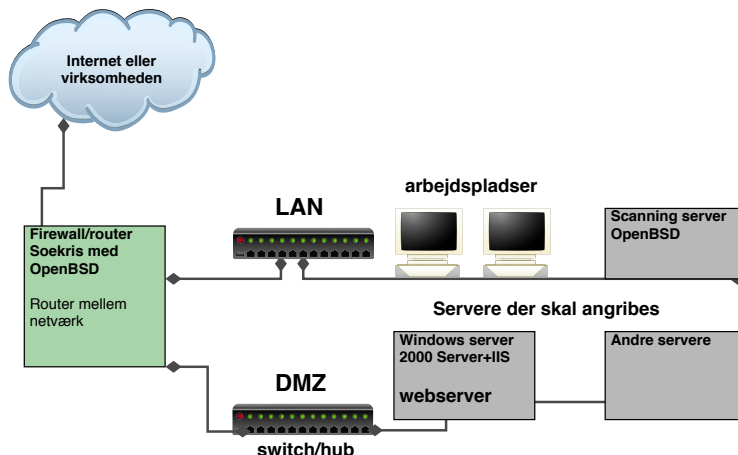 Internet eller
virksomheden
arbejdspladser
LAN
Firewall/router
Soekris med
OpenBSD
Router mellem
netværk
Scanning server
OpenBSD
Servere der skal angribes
Windows server
2000 Server+IIS
webserver
Andre servere
DMZ
switch/hub